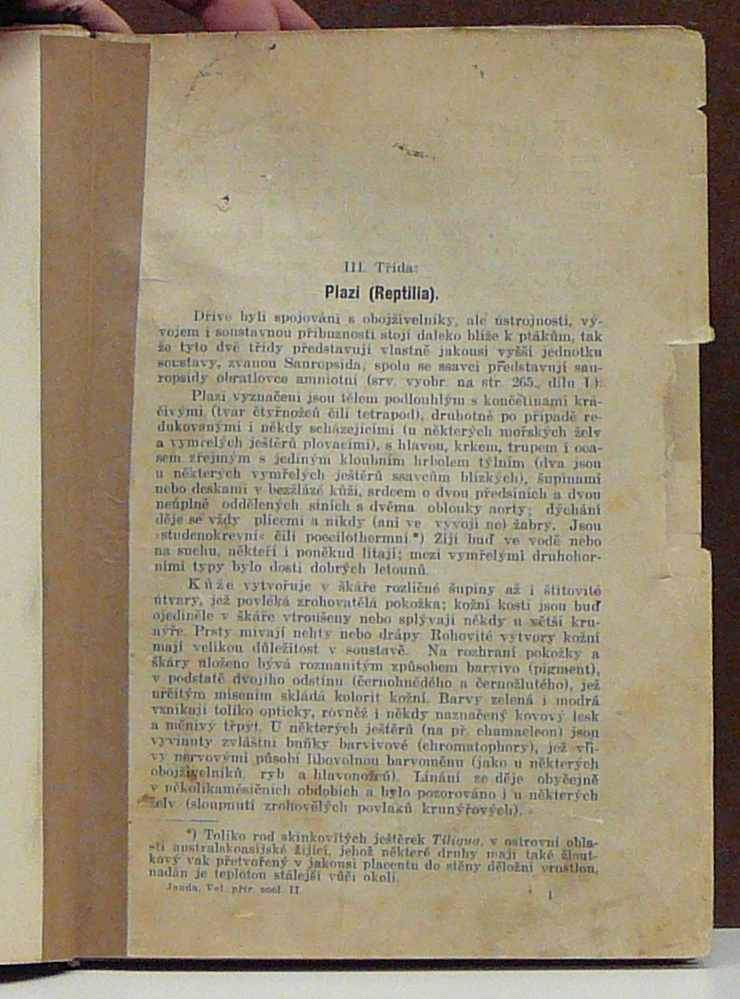 III. Třída:
Plazi (Reptilia).
Dříve byli spojováni s obojživelníky, ale ústrojností, vý-
vojem i soustavnou příbuzností stojí daleko blíže k ptákům, tak
že tyto dvě třídy představují vlastně jakousi vyšší jednotku
soustavy, zvanou Sauropsida, spolu se ssavci představují sau-
ropsidy obratlovce amniotní (srv. vyobr. na str. 265., dílu I.).
Plazi vyznačeni jsou tělem podlouhlým s končetinami krá-
čivými (tvar čtyřnožců čili tetrapod), druhotně po případě re-
dukovanými i někdy scházejícími (u některých mořských želv
a vymřelých ještěrů ploutvemi), s hlavou, krkem, trupem i oca-
sem zřejmým s jediným kloubním hrbolem týlním (dva jsou
u některých vymřelých ještěrů ssavcům blízkých), šupinami
nebo deskami v bezžlázé kůži, srdcem o dvou předsíních a dvou
neúplně oddělených síních s dvěma oblouky aorty; dýchání
děje se vždy plícemi a nikdy (ani ve vývoji ne) žábry. Jsou
»studenokrevní« čili poecilothermní *) Žijí buď ve vodě nebo
na suchu, někteří i poněkud lítají; mezi vymřelými druhohor-
ními typy bylo dosti dobrých letounů.
Kůže vytvořuje v škáře rozličné šupiny až i štítovité
útvary, jež povléká zrohovatělá pokožka; kožní kosti jsou buď
ojediněle v škáře vtroušeny nebo splývají někdy u větší kru-
nýře. Prsty mívají nehty nebo drápy. Rohovité výtvory kožní
mají velikou důležitost v soustavě. Na rozhraní pokožky a
škáry uloženo bývá rozmanitým způsobem barvivo (pigment),
v podstatě dvojího odstínu (černohnědého a černožlutého), jež
určitým mísením skládá kolorit kožní. Barvy zelená i modrá
vznikají toliko opticky, rovněž i někdy naznačený kovový lesk
a měnivý třpyt. U některých ještěrů (na př. chamaeleon) jsou
vyvinuty zvláštní buňky barvivové (chromatophory), jež vli-
vy nervovými působí libovolnou barvoměnu (jako u některých
obojživelníků, ryb a hlavonožců). Línání se děje obyčejně
v několikaměsíčních obdobích a bylo pozorováno i u některých
želv (sloupnutí zrohovělých povlaků krunýřových).
*) Toliko rod skinkovitých ještěrek Tiliqua, v ostrovní obla-
sti australskoasijské žijící, jehož některé druhy mají také žlout-
kový vak přetvořený v jakousi placentu do stěny děložní vrostlou,
nadán je teplotou stálejší vůči okolí.
Janda, Vel. přír. socl. II
1